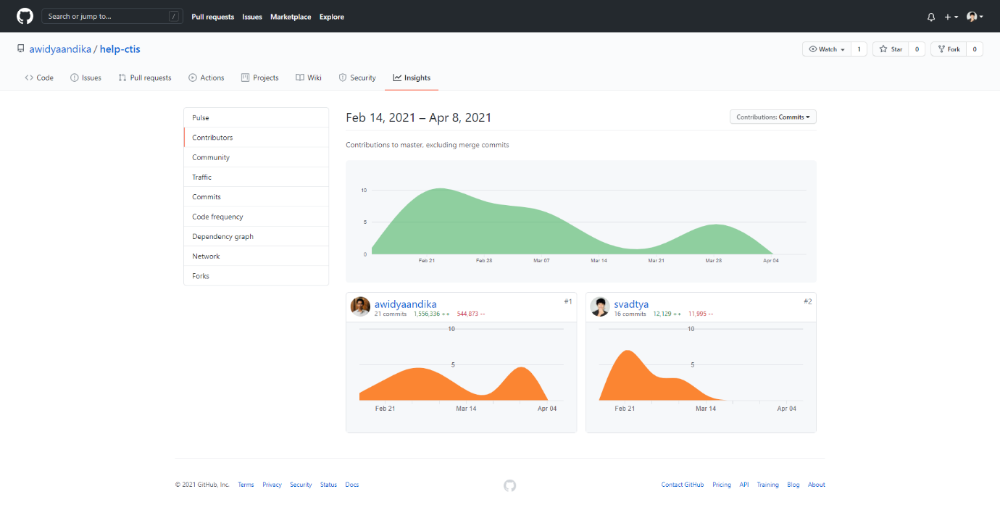 Search or jump to... / Pull requests Issues Marketplace Explore
awidyaandika / help-ctis Watch 1 Star 0 Fork 0
Code Issues Pull requests Actions Projects Wiki Security Insights
Pulse
Contributors
Community
Traffic
Commits
Code frequency
Dependency graph
Network
Forks
Feb 14, 2021 – Apr 8, 2021 Contributions: Commits
Contributions to master, excluding merge commits
10
5
0
Feb 21 Feb 28 Mar 07 Mar 14 Mar 21 Mar 28 Apr 04
awidyaandika #1
21 commits 1,556,336 ++ 544,873 --
10
5
Feb 21 Mar 14 Apr 04
svadtya #2
16 commits 12,129 ++ 11,995 --
10
5
Feb 21 Mar 14 Apr 04
© 2021 GitHub, Inc. Terms Privacy Security Status Docs Contact GitHub Pricing API Training Blog About